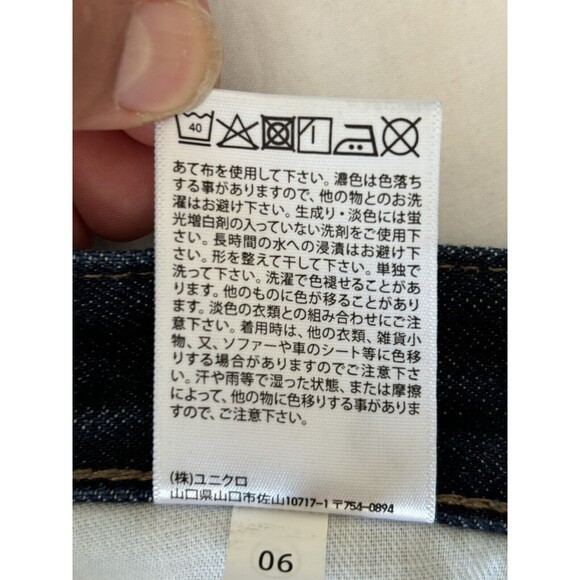 40
あて布を使用して下さい。濃色は色落ち
する事がありますので、他の物とのお洗
濯はお避け下さい。生成り・淡色には蛍
光増白剤の入っていない洗剤をご使用下
さい。長時間の水への浸漬はお避け下
さい。形を整えて干して下さい。単独で
洗って下さい。洗濯で色褪せることがあ
ります。他のものに色が移ることがあり
ます。淡色の衣類との組み合わせにご注
意下さい。着用時は、他の衣類、雑貨小
物、又、ソファーや車のシート等に色移
りする場合がありますのでご注意下さい
。汗や雨等で湿った状態、または摩擦
によって、他の物に色移りする事があり
ますので、ご注意下さい。
(株)ユニクロ
山口県山口市佐山10717-1 〒754-0894
06